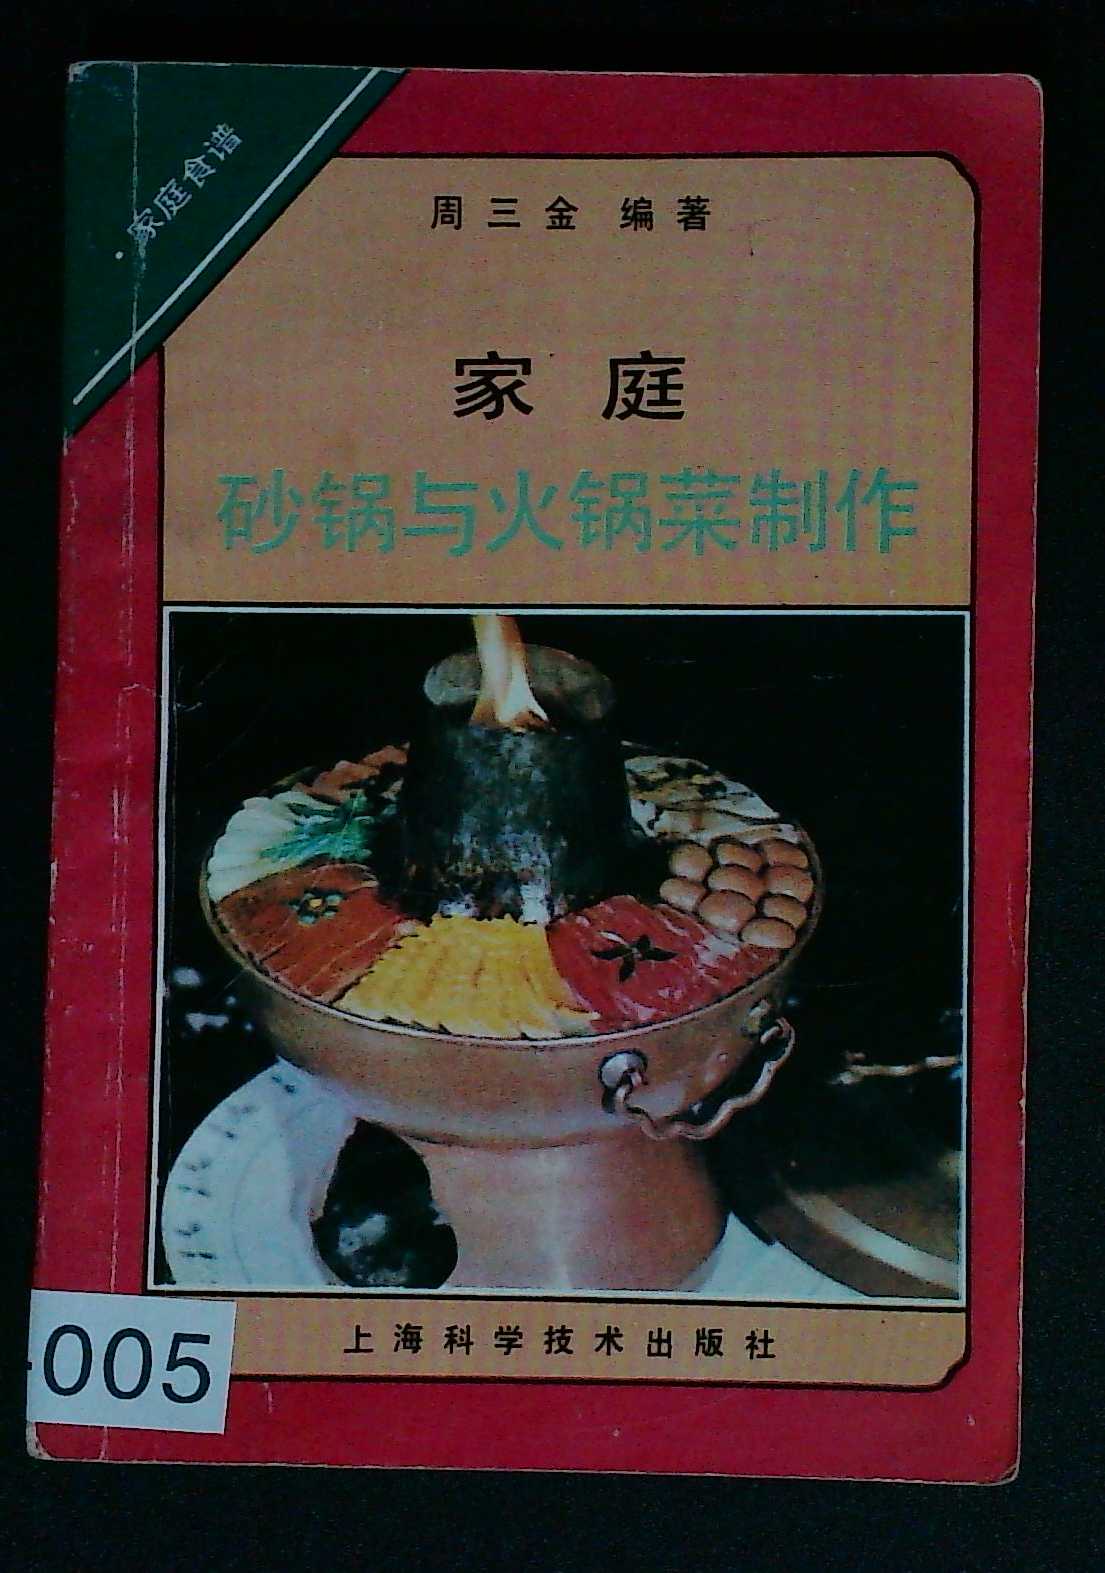 ·家庭食谱
周三金 编著
家庭
砂锅与火锅菜制作
上海科学技术出版社
005